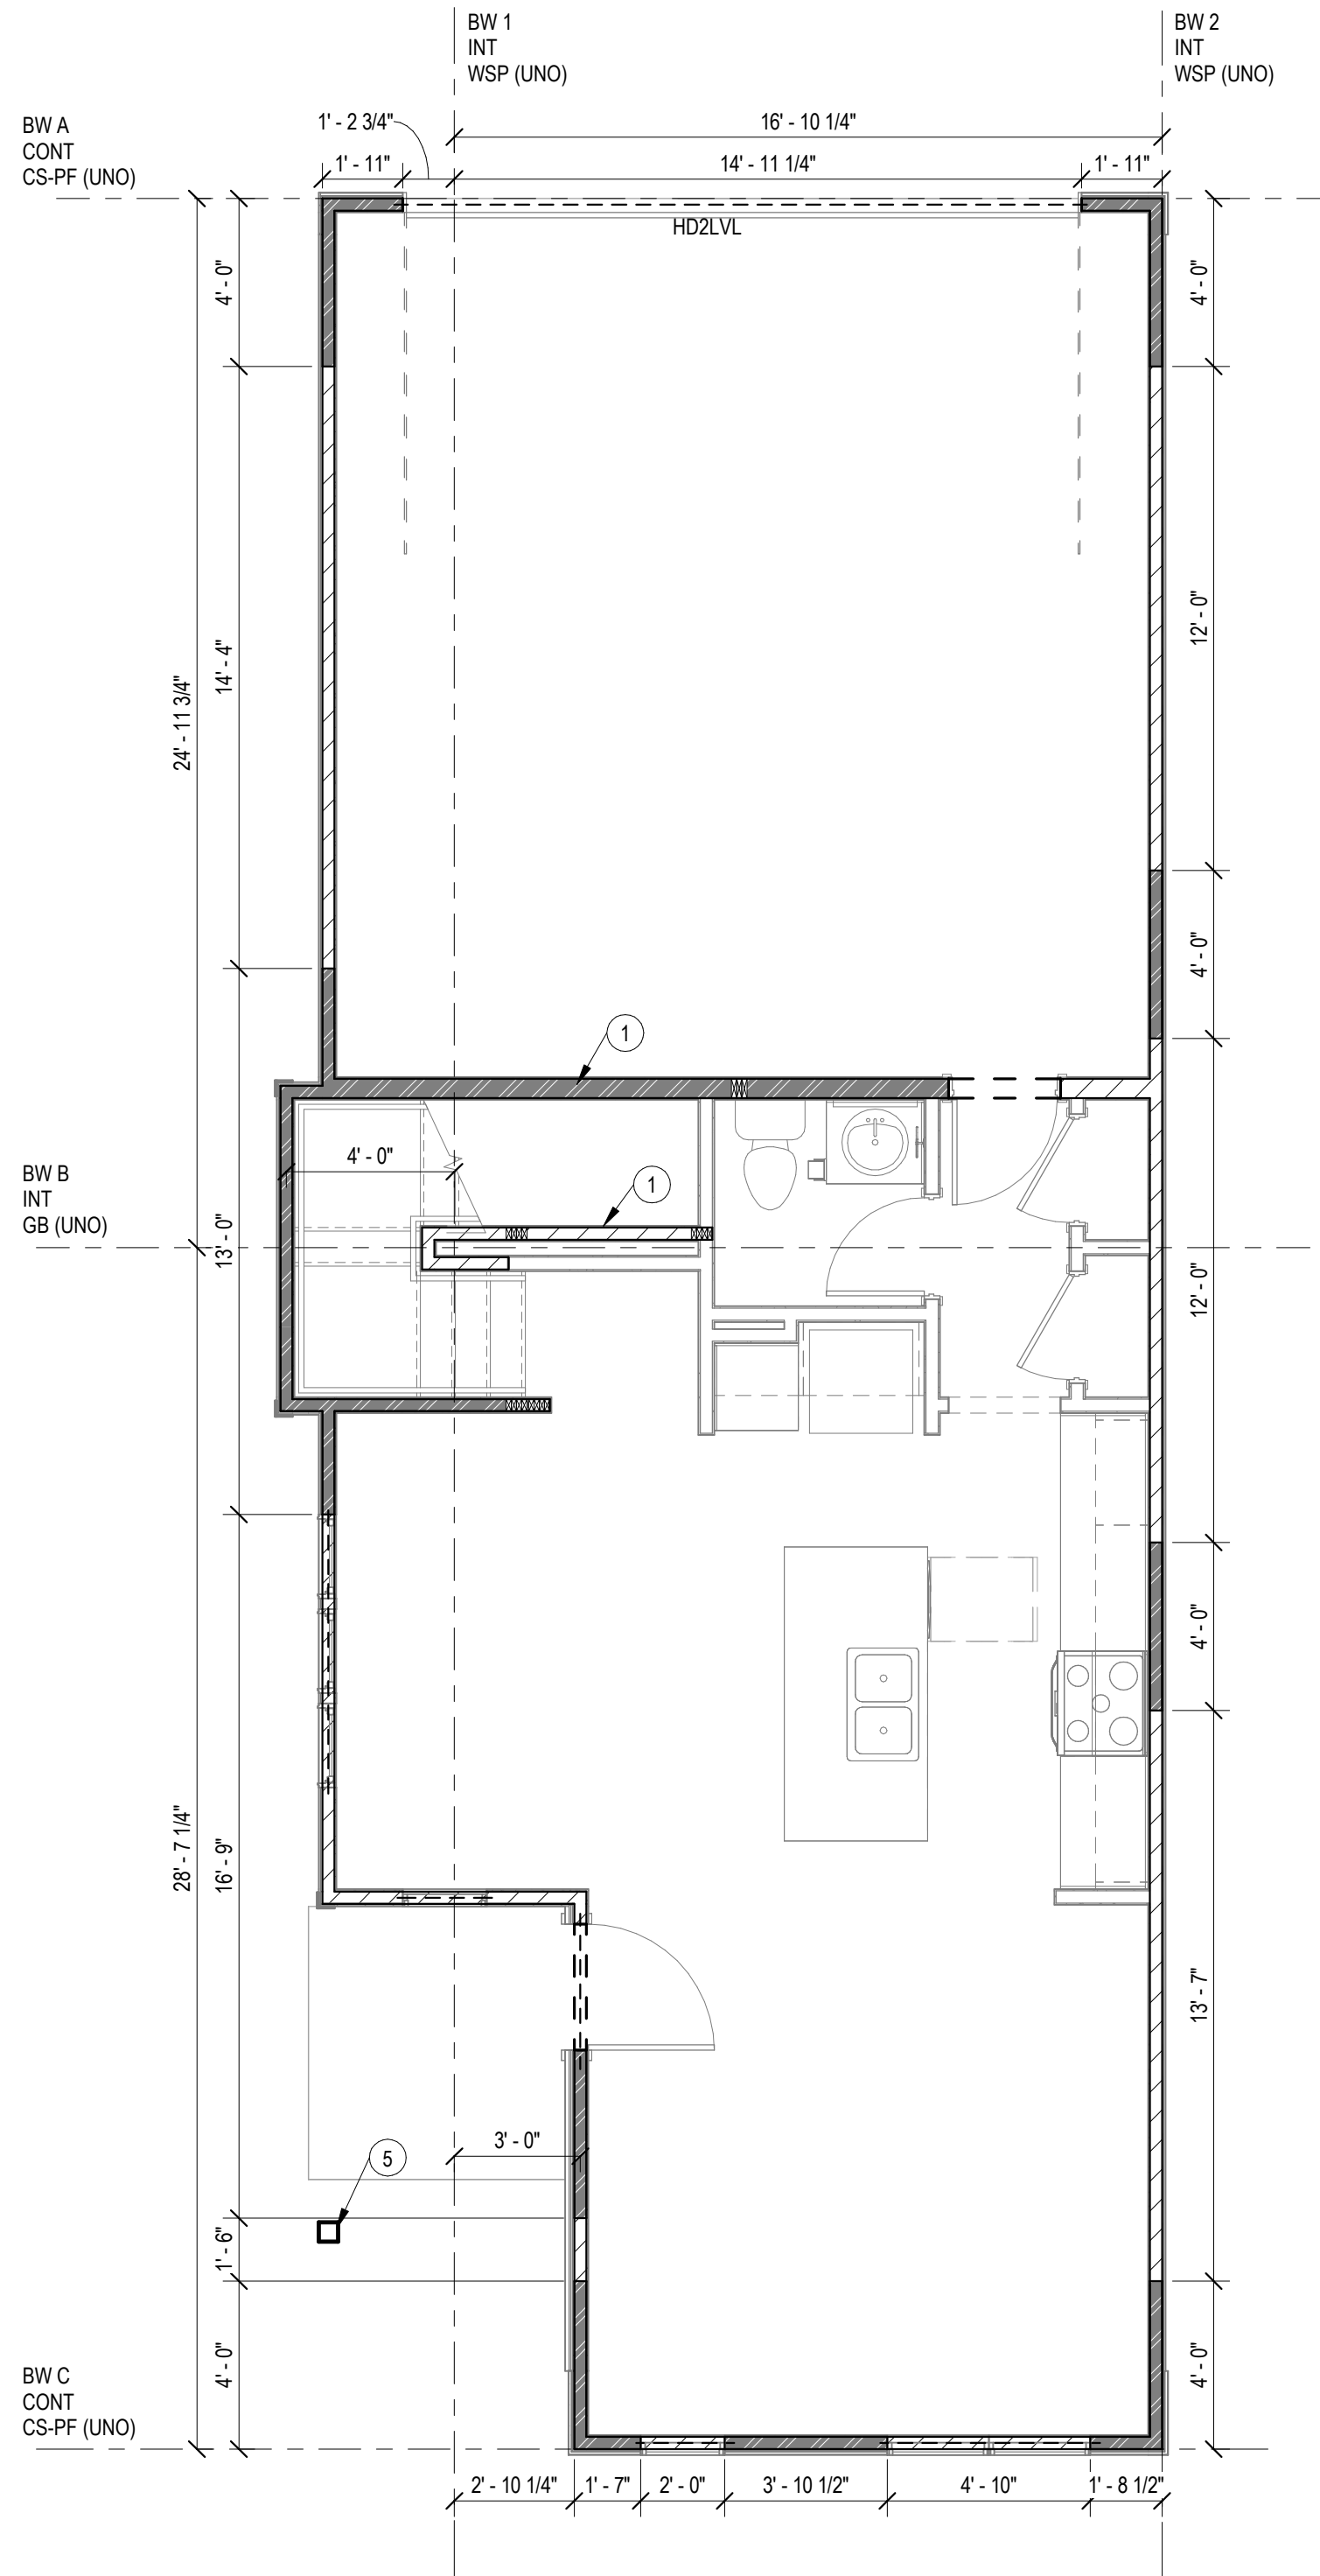 BW 1
INT
WSP (UNO)
BW 2
INT
WSP (UNO)
BW A
CONT
CS-PF (UNO)
1' - 2 3/4"
16' - 10 1/4"
1' - 11"
14' - 11 1/4"
1' - 11"
HD2LVL
4' - 0"
4' - 0"
12' - 0"
14' - 4"
24' - 11 3/4"
4' - 0"
1
BW B
INT
GB (UNO)
4' - 0"
1
13' - 0"
12' - 0"
4' - 0"
28' - 7 1/4"
16' - 9"
13' - 7"
3' - 0"
5
1' - 6"
4' - 0"
4' - 0"
BW C
CONT
CS-PF (UNO)
2' - 10 1/4"
1' - 7"
2' - 0"
3' - 10 1/2"
4' - 10"
1' - 8 1/2"